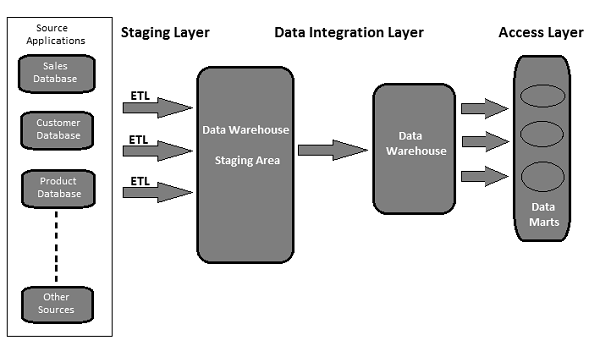 Source
Applications
Sales
Database
Customer
Database
Product
Database
Other
Sources
Staging Layer
ETL
ETL
ETL
Data Warehouse
Staging Area
Data Integration Layer
Data
Warehouse
Access Layer
Data
Marts